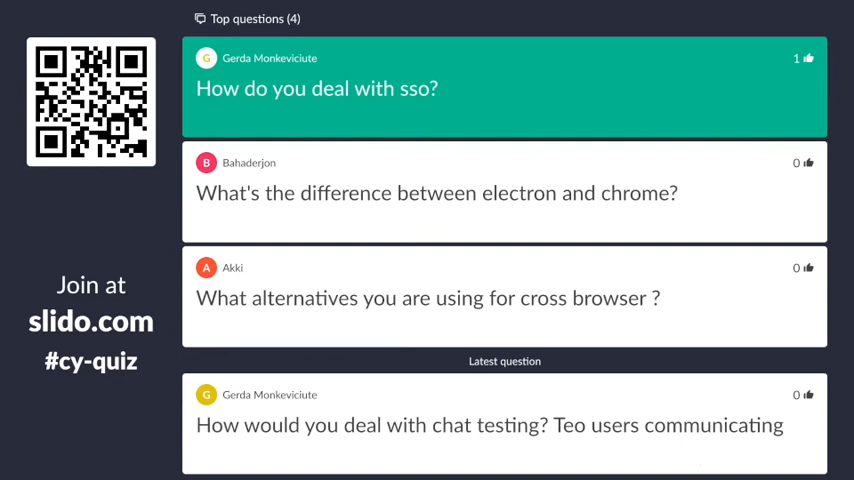 Top questions (4)
G Gerda Monkeviciute 1
How do you deal with sso?
B Bahaderjon 0
What's the difference between electron and chrome?
A Akki 0
What alternatives you are using for cross browser ?
Join at
slido.com
#cy-quiz
Latest question
G Gerda Monkeviciute 0
How would you deal with chat testing? Teo users communicating